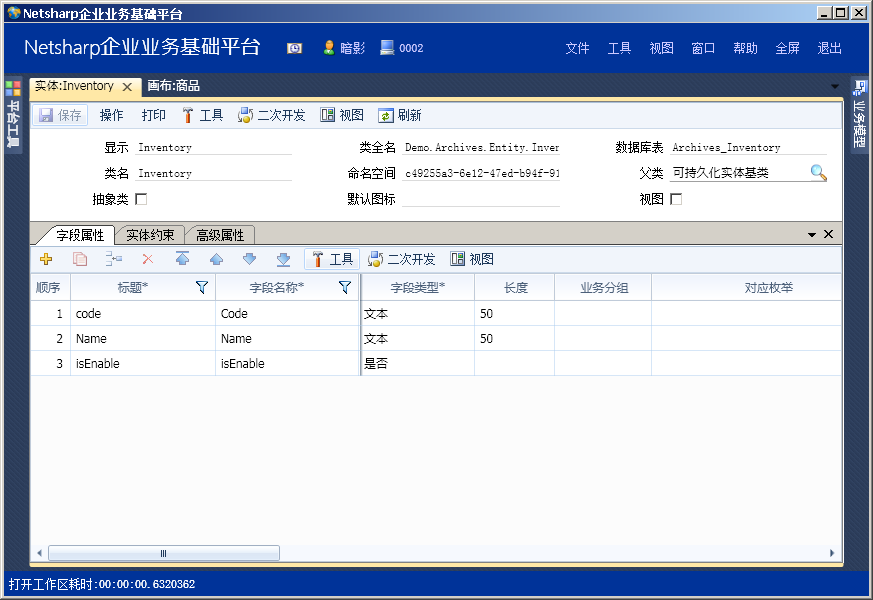 Netsharp企业业务基础平台
Netsharp企业业务基础平台 暗影 0002 文件 工具 视图 窗口 帮助 全屏 退出
平台工具
实体:Inventory 画布:商品
业务模型
保存 操作 打印 工具 二次开发 视图 刷新
显示 Inventory 类全名 Demo.Archives.Entity.Inven 数据库表 Archives_Inventory
类名 Inventory 命名空间 c49255a3-6e12-47ed-b94f-91 父类 可持久化实体基类
抽象类 默认图标 视图
字段属性 实体约束 高级属性
工具 二次开发 视图
顺序 标题* 字段名称* 字段类型* 长度 业务分组 对应枚举
1 code Code 文本 50
2 Name Name 文本 50
3 isEnable isEnable 是否
打开工作区耗时:00:00:00.6320362